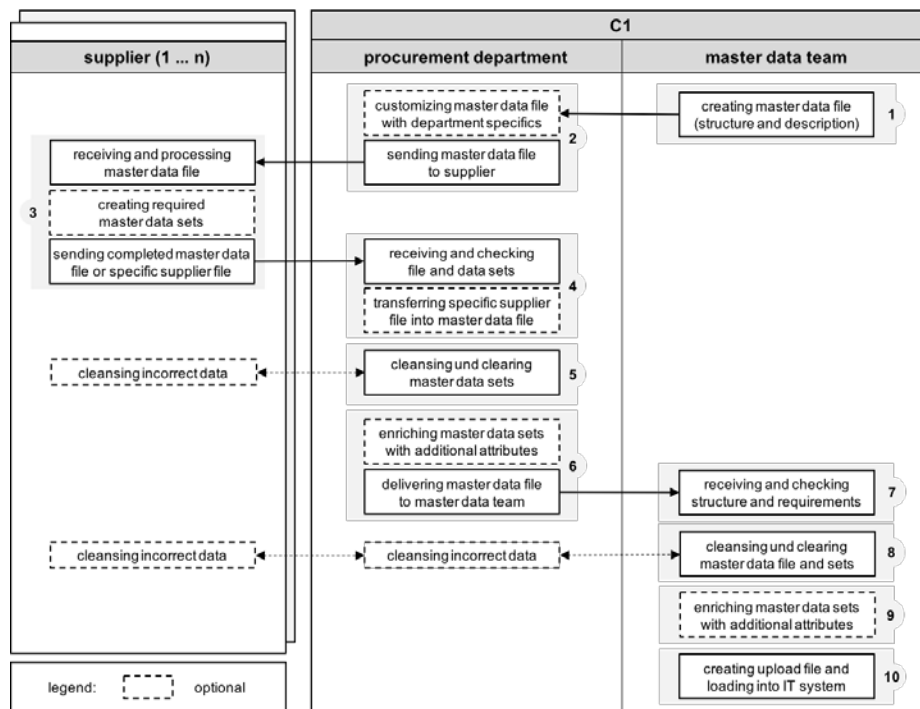 C1
supplier (1 ... n)
procurement department
master data team
customizing master data file
with department specifics
creating master data file
(structure and description)
1
2
receiving and processing
master data file
sending master data file
to supplier
3
creating required
master data sets
sending completed master data
file or specific supplier file
receiving and checking
file and data sets
4
transferring specific supplier
file into master data file
cleansing incorrect data
cleansing und clearing
master data sets
5
enriching master data sets
with additional attributes
6
delivering master data file
to master data team
receiving and checking
structure and requirements
7
cleansing incorrect data
cleansing incorrect data
cleansing und clearing
master data file and sets
8
enriching master data sets
with additional attributes
9
creating upload file and
loading into IT system
10
legend:
optional